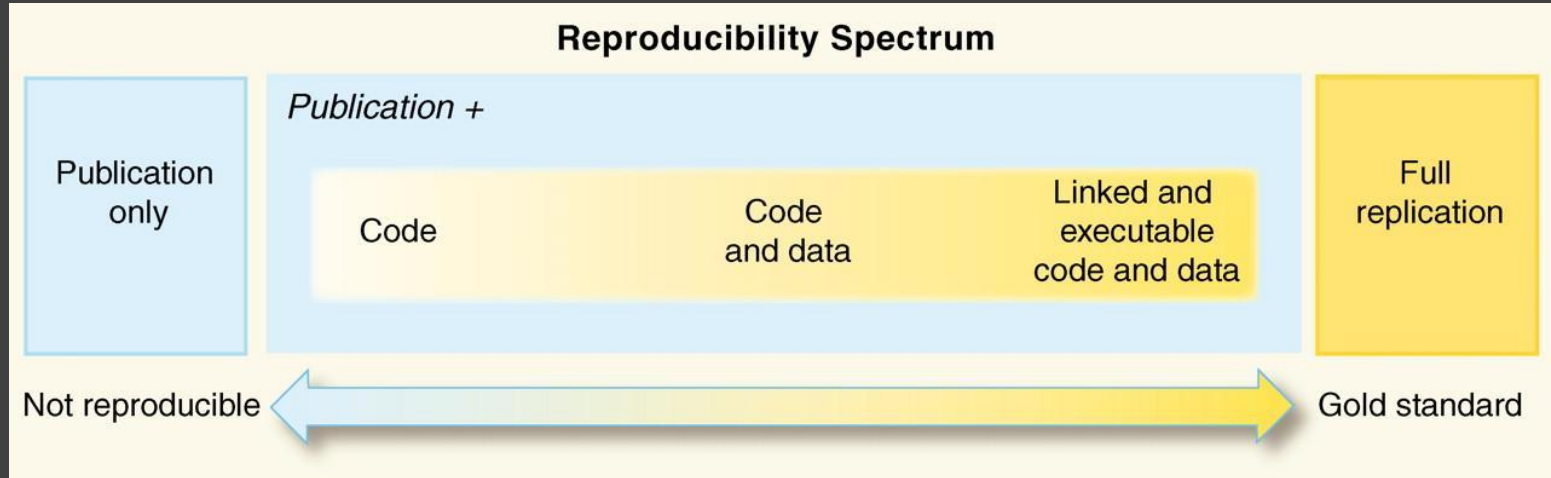 Reproducibility Spectrum
Publication
only
Publication +
Code
Code
and data
Linked and
executable
code and data
Full
replication
Not reproducible
Gold standard